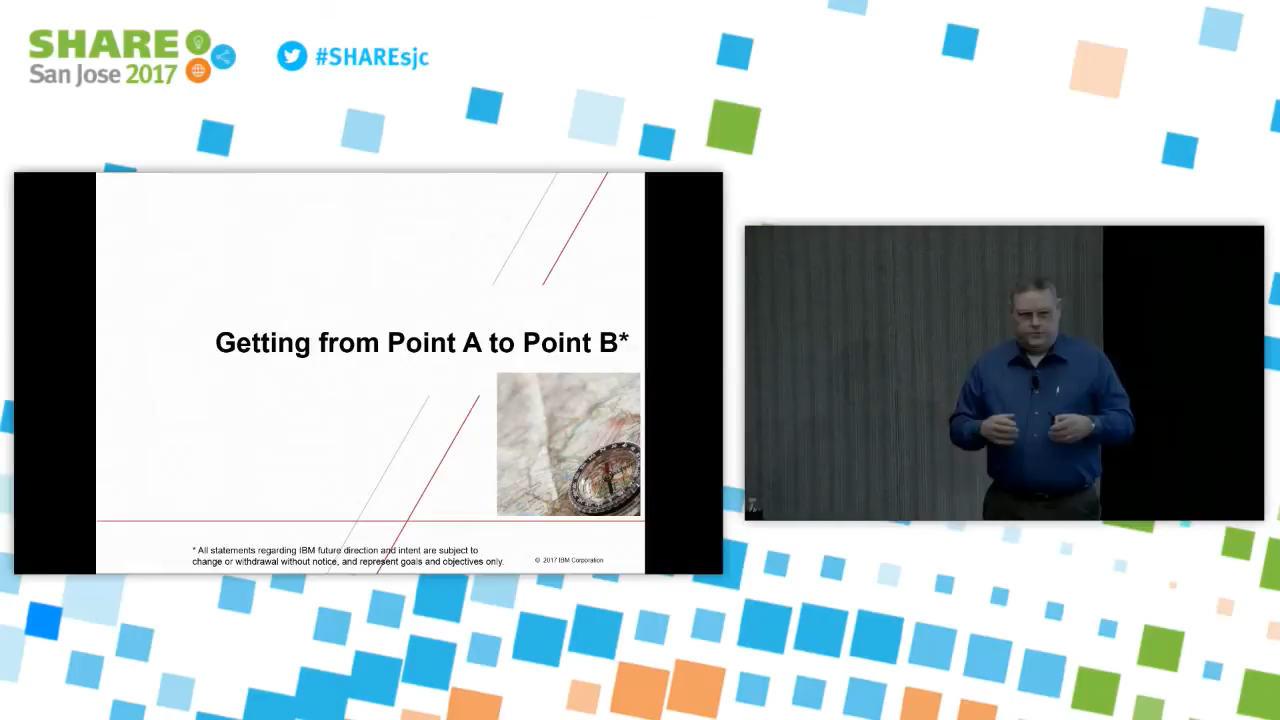 SHARE
San Jose 2017
#SHAREsjc
Getting from Point A to Point B*
* All statements regarding IBM future direction and intent are subject to
change or withdrawal without notice, and represent goals and objectives only.
© 2017 IBM Corporation